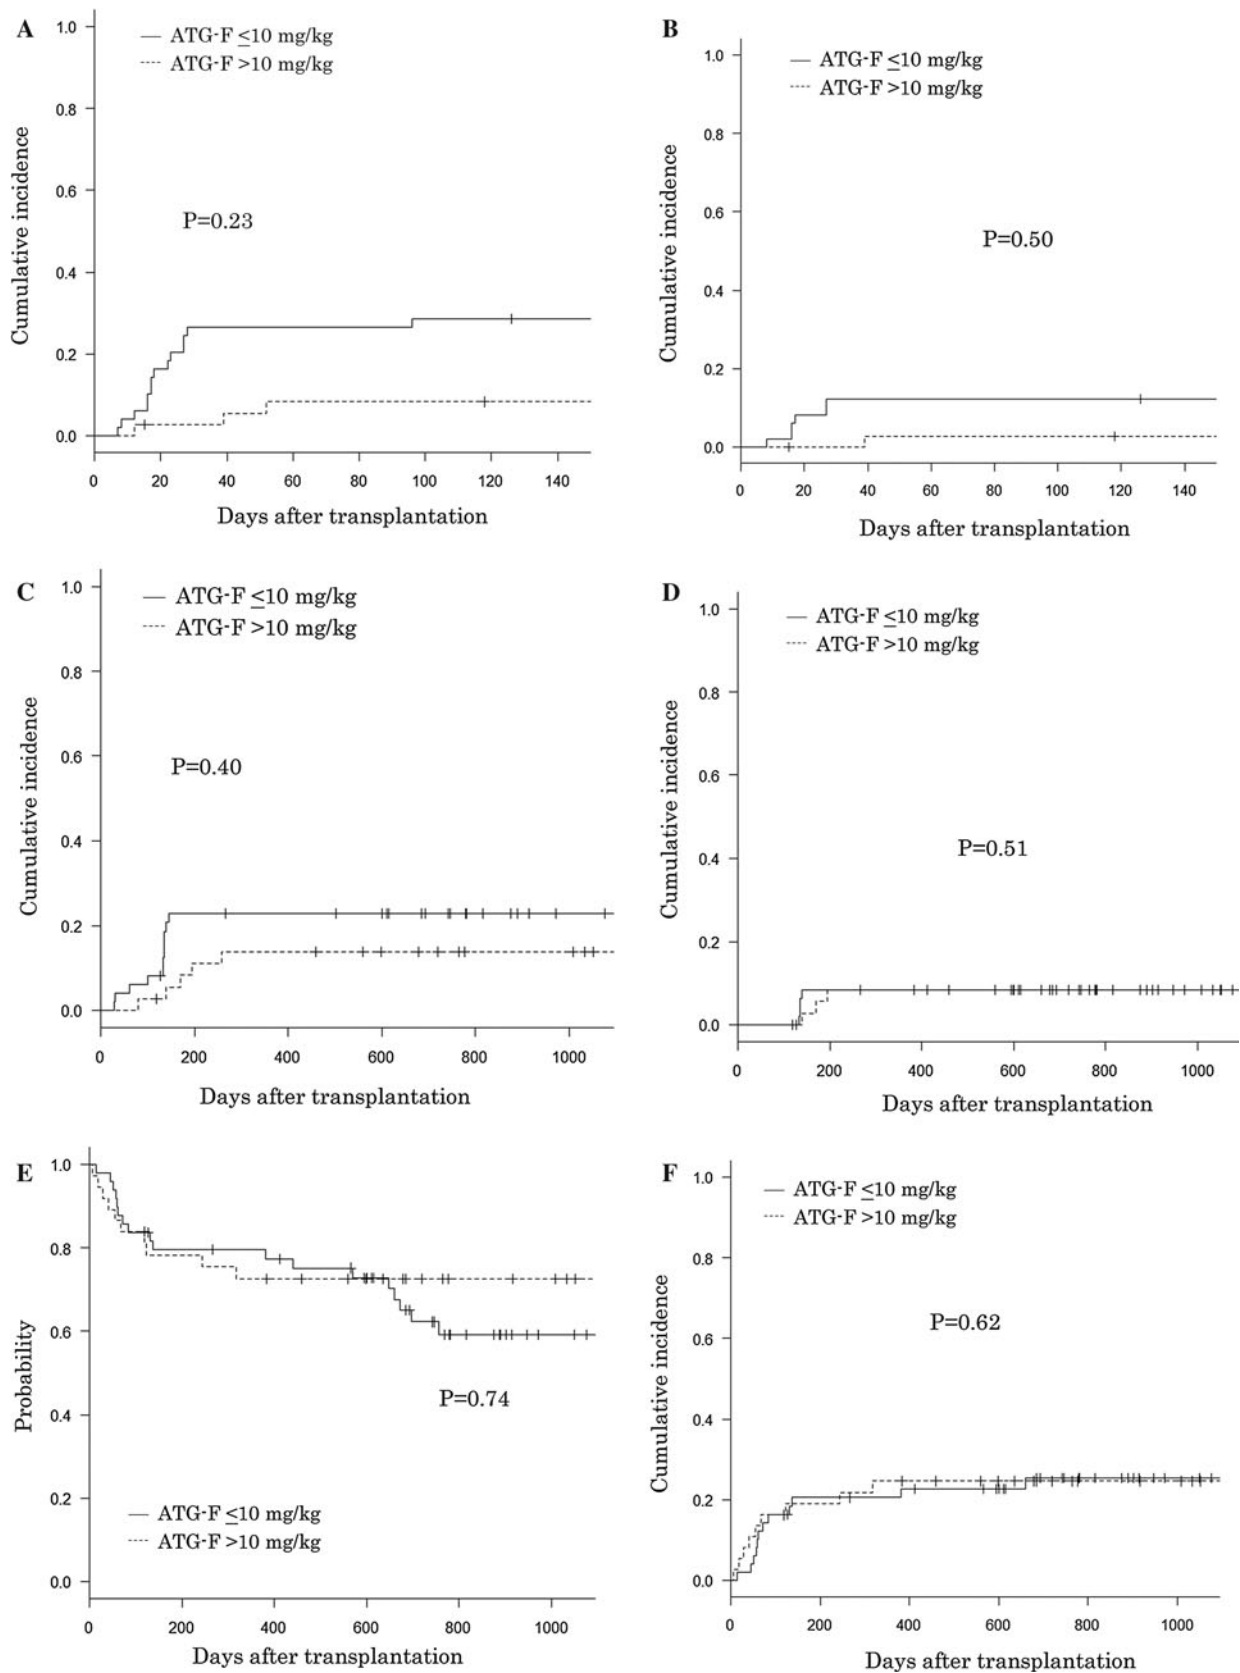 A
ATG-F ≤10 mg/kg
ATG-F >10 mg/kg
P=0.23
Cumulative incidence
1.0
0.8
0.6
0.4
0.2
0.0
0 20 40 60 80 100 120 140
Days after transplantation
B
ATG-F ≤10 mg/kg
ATG-F >10 mg/kg
P=0.50
Cumulative incidence
1.0
0.8
0.6
0.4
0.2
0.0
0 20 40 60 80 100 120 140
Days after transplantation
C
ATG-F ≤10 mg/kg
ATG-F >10 mg/kg
P=0.40
Cumulative incidence
1.0
0.8
0.6
0.4
0.2
0.0
0 200 400 600 800 1000
Days after transplantation
D
ATG-F ≤10 mg/kg
ATG-F >10 mg/kg
P=0.51
Cumulative incidence
1.0
0.8
0.6
0.4
0.2
0.0
0 200 400 600 800 1000
Days after transplantation
E
P=0.74
ATG-F ≤10 mg/kg
ATG-F >10 mg/kg
Probability
1.0
0.8
0.6
0.4
0.2
0.0
0 200 400 600 800 1000
Days after transplantation
F
ATG-F ≤10 mg/kg
ATG-F >10 mg/kg
P=0.62
Cumulative incidence
1.0
0.8
0.6
0.4
0.2
0.0
0 200 400 600 800 1000
Days after transplantation